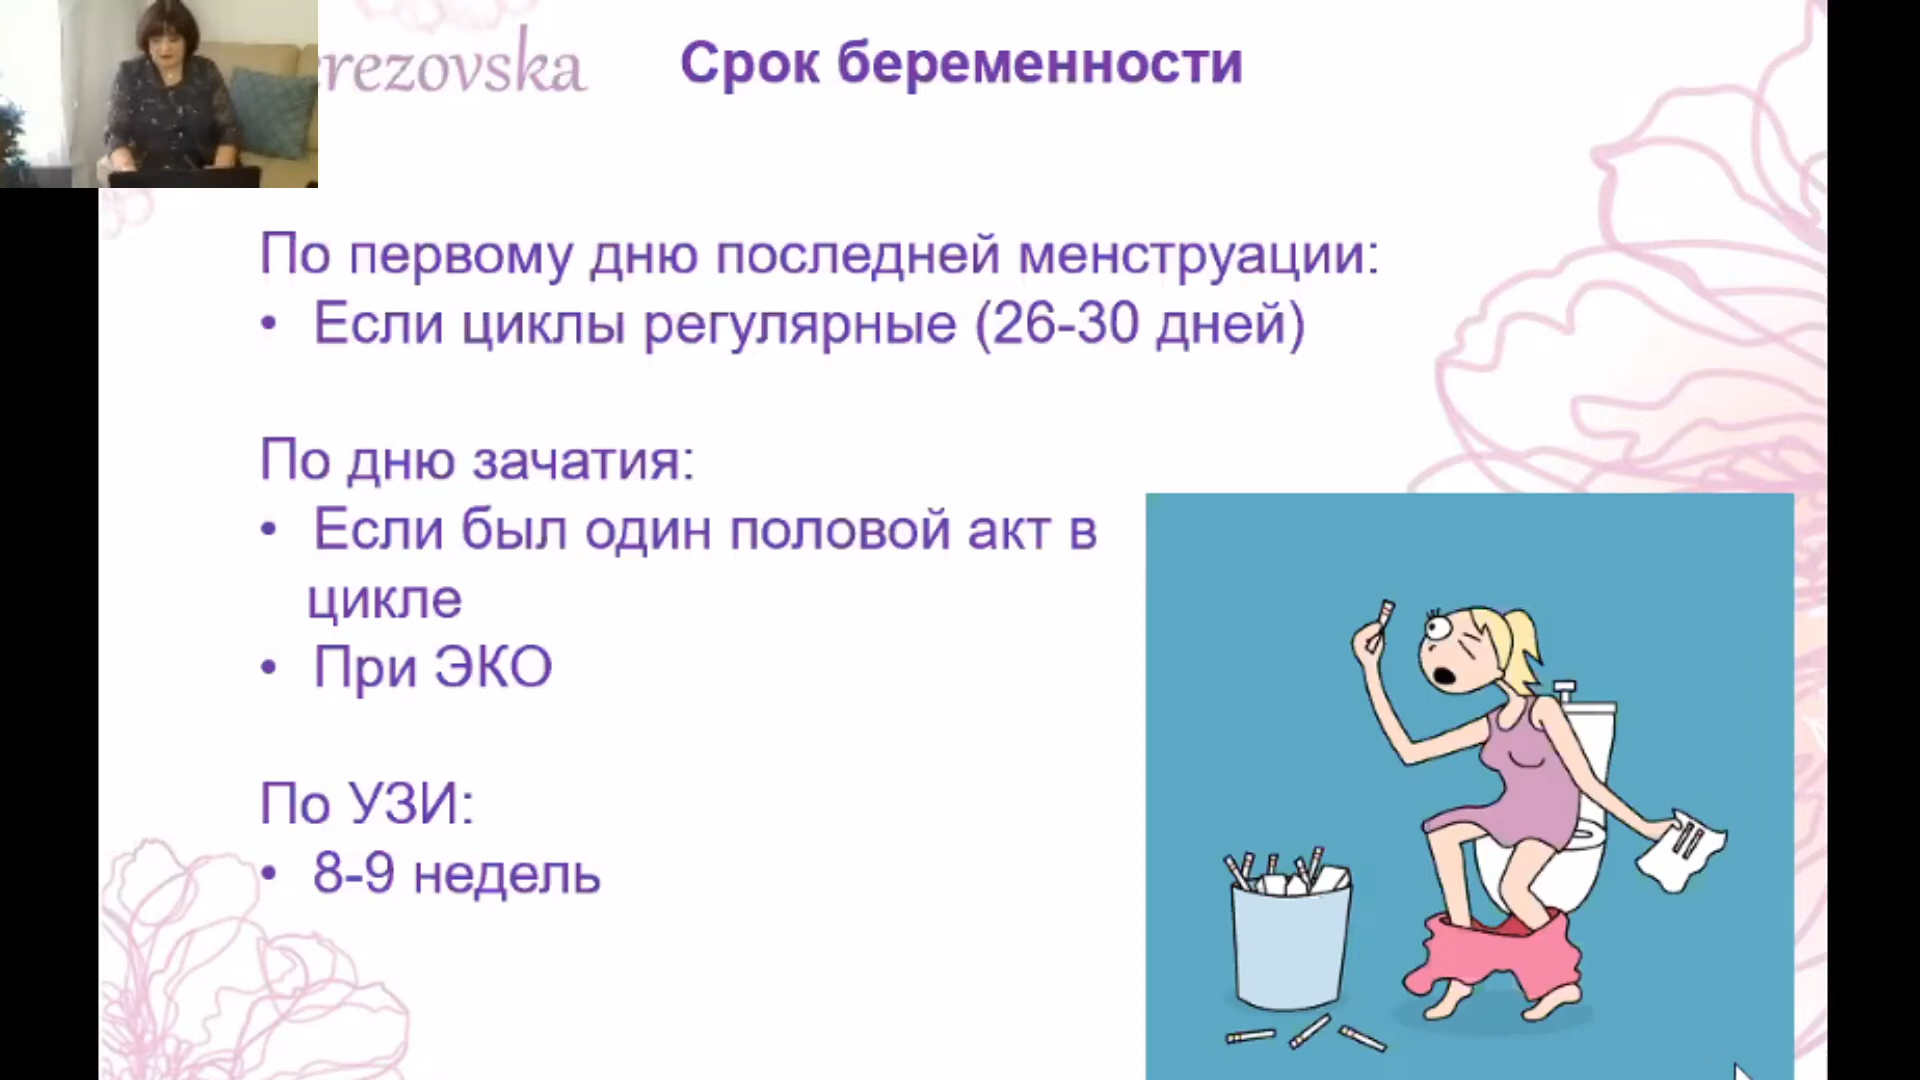 rezovska
Срок беременности
По первому дню последней менструации:
• Если циклы регулярные (26-30 дней)
По дню зачатия:
• Если был один половой акт в
цикле
• При ЭКО
По УЗИ:
• 8-9 недель